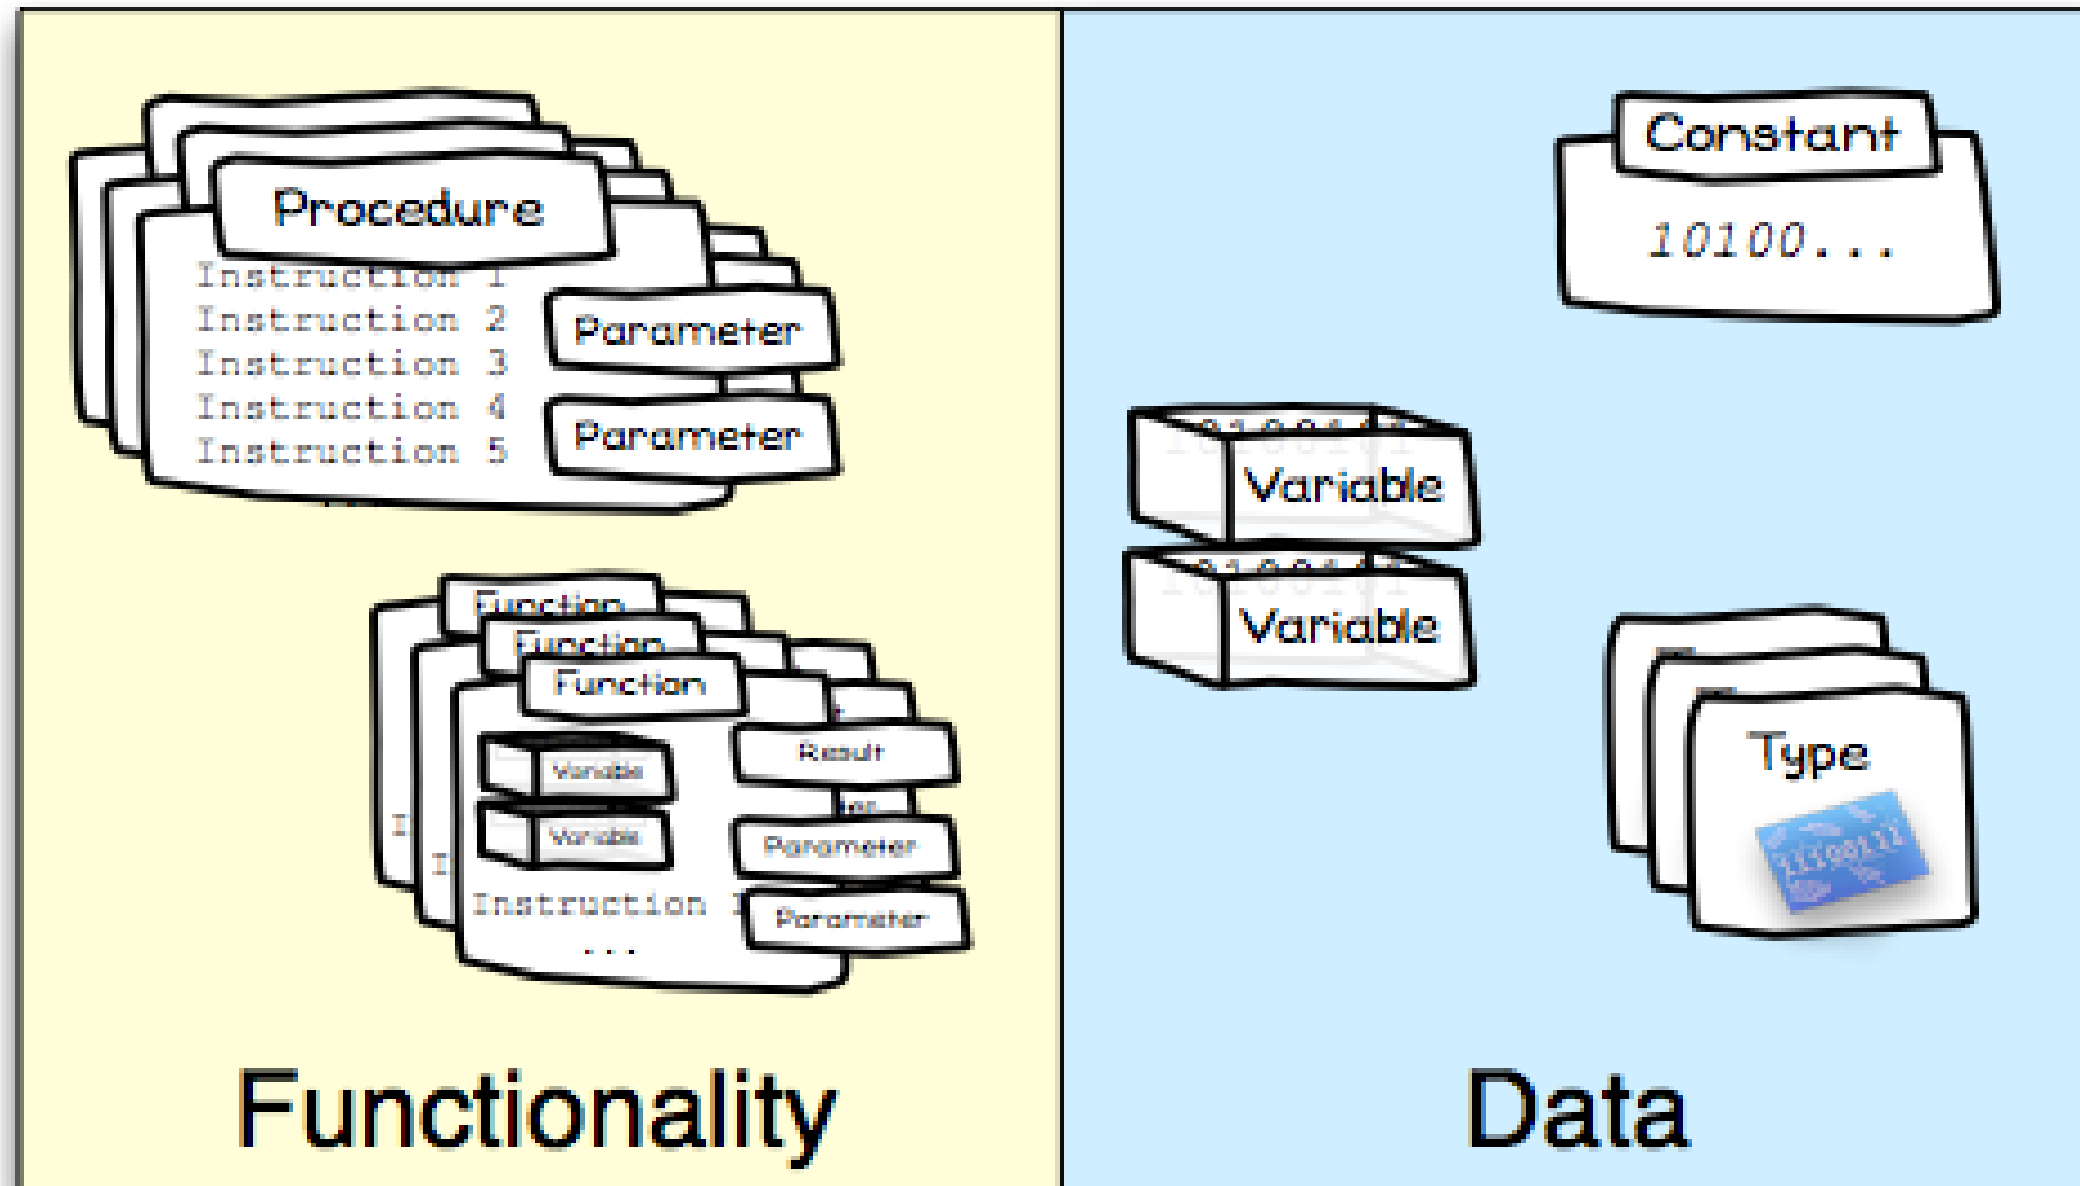 Procedure
Instruction 1
Instruction 2
Instruction 3
Instruction 4
Instruction 5
Parameter
Parameter
Function
Function
Function
Variable
Variable
Result
Parameter
Parameter
Instruction
...
Functionality
Constant
10100...
Variable
Variable
Type
Data